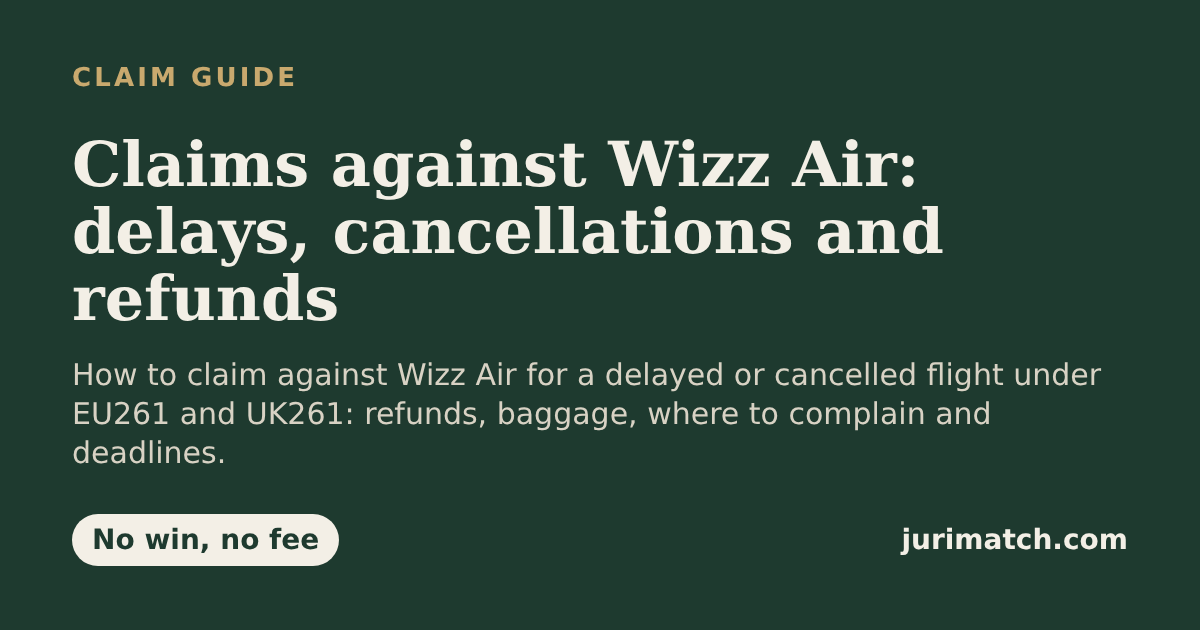 CLAIM GUIDE
Claims against Wizz Air:
delays, cancellations and
refunds
How to claim against Wizz Air for a delayed or cancelled flight under
EU261 and UK261: refunds, baggage, where to complain and
deadlines.
No win, no fee
jurimatch.com